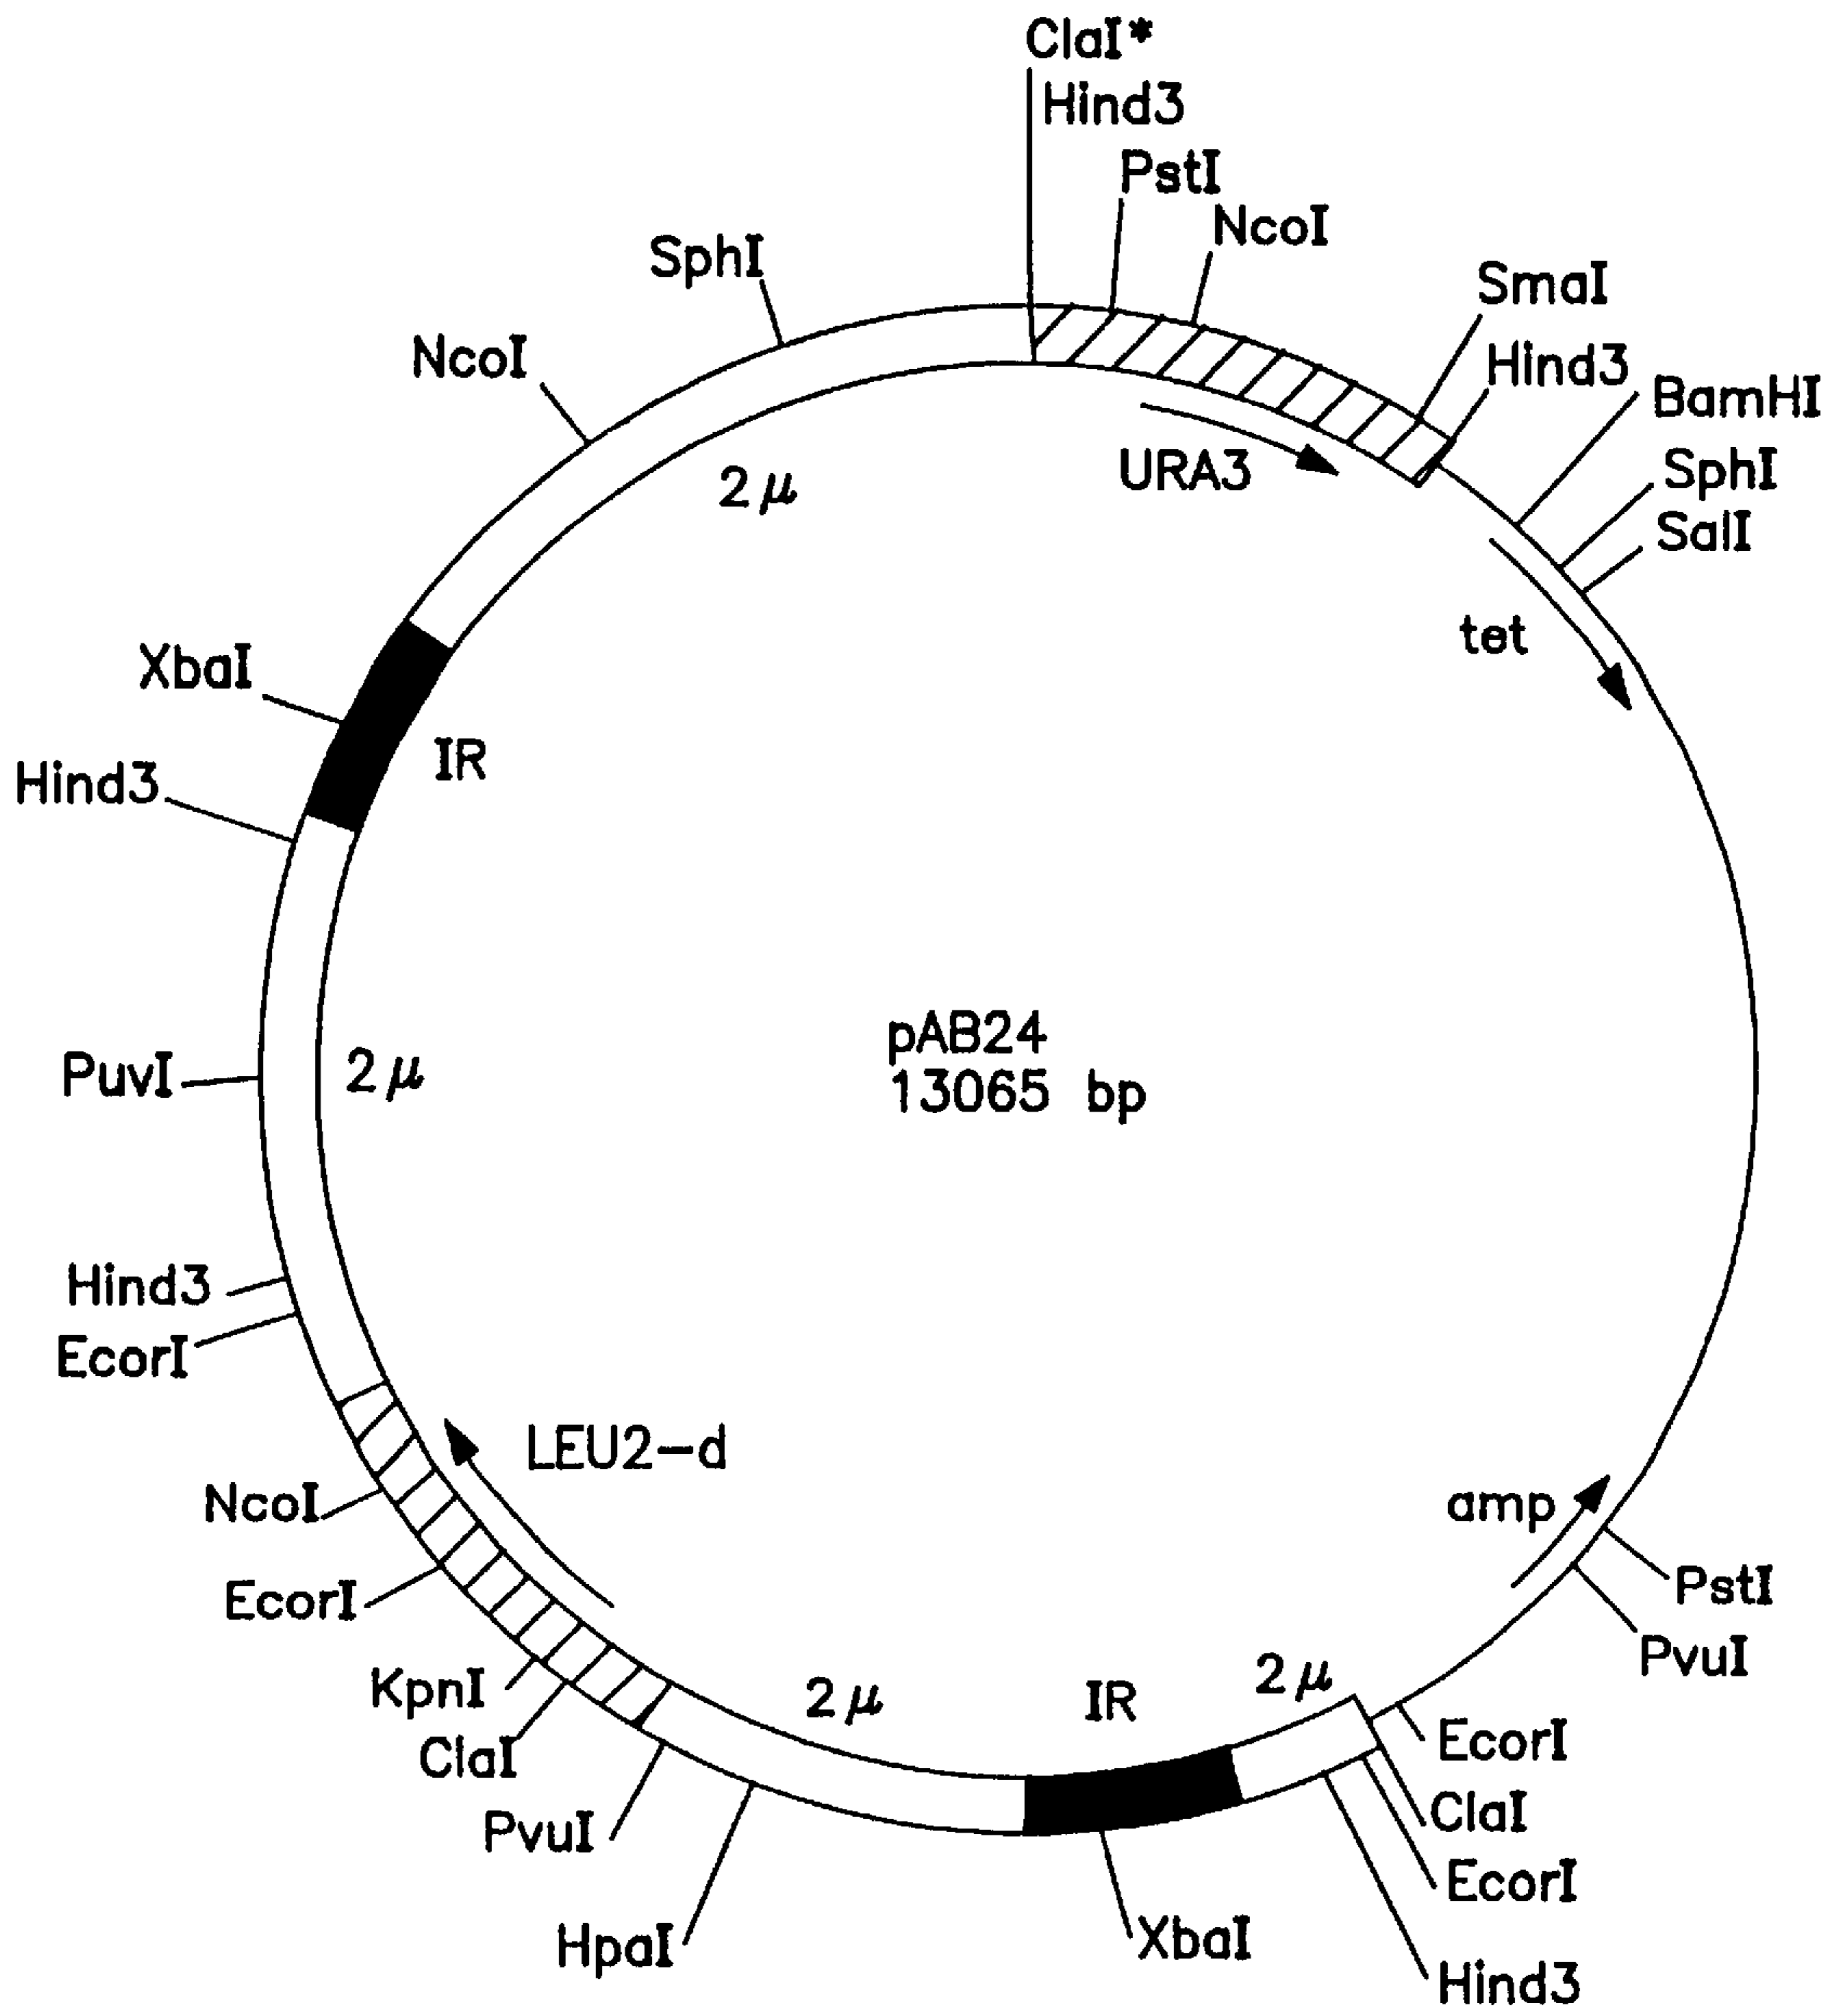 ClaI*
Hind3
PstI
NcoI
SphI
SmaI
NcoI
Hind3
BamHI
SphI
SalI
URA3
2μ
tet
XbaI
IR
Hind3
pAB24
13065 bp
PuvI
2μ
Hind3
EcorI
LEU2-d
NcoI
amp
EcorI
PstI
PvuI
KpnI
2μ
IR
2μ
ClaI
EcorI
PvuI
ClaI
EcorI
HpaI
XbaI
Hind3